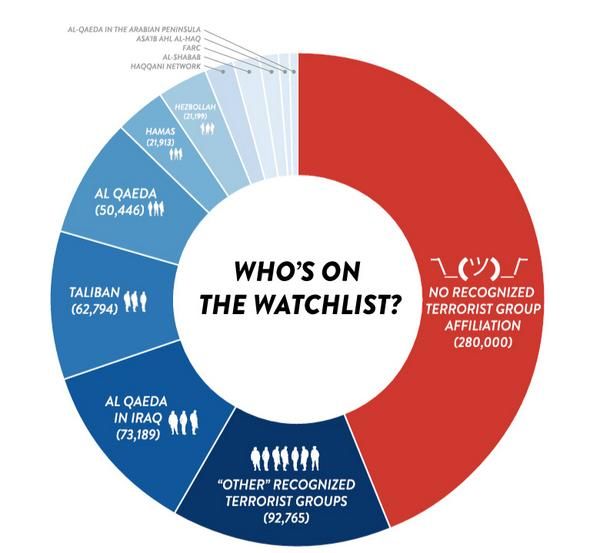 AL-QAEDA IN THE ARABIAN PENINSULA
ASA'IB AHL AL-HAQ
FARC
AL-SHABAB
HAQQANI NETWORK
HEZBOLLAH
(21,199)
HAMAS
(21,913)
AL QAEDA
(50,446)
TALIBAN
(62,794)
AL QAEDA
IN IRAQ
(73,189)
"OTHER" RECOGNIZED
TERRORIST GROUPS
(92,765)
¯\_(ツ)_/¯
NO RECOGNIZED
TERRORIST GROUP
AFFILIATION
(280,000)
WHO'S ON
THE WATCHLIST?